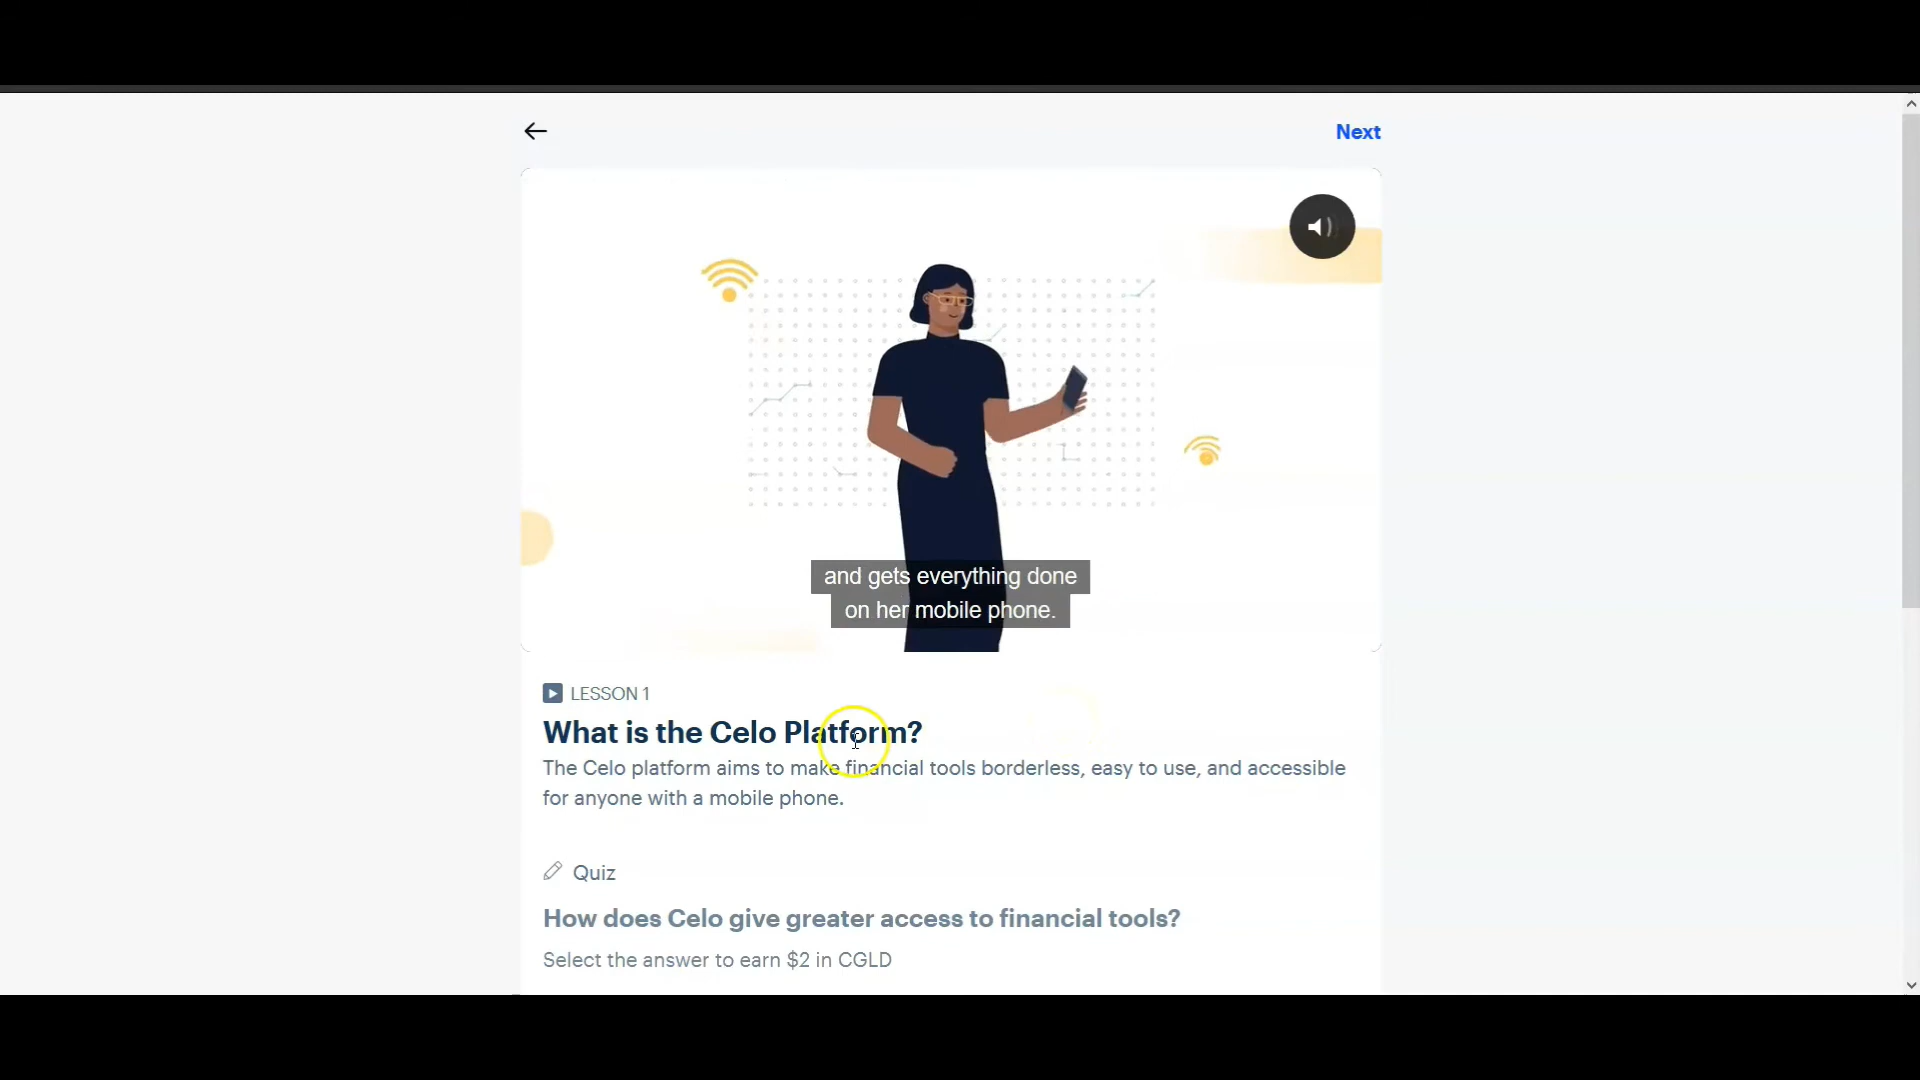 Next
and gets everything done
on her mobile phone.
LESSON 1
What is the Celo Platform?
The Celo platform aims to make financial tools borderless, easy to use, and accessible
for anyone with a mobile phone.
Quiz
How does Celo give greater access to financial tools?
Select the answer to earn $2 in CGLD